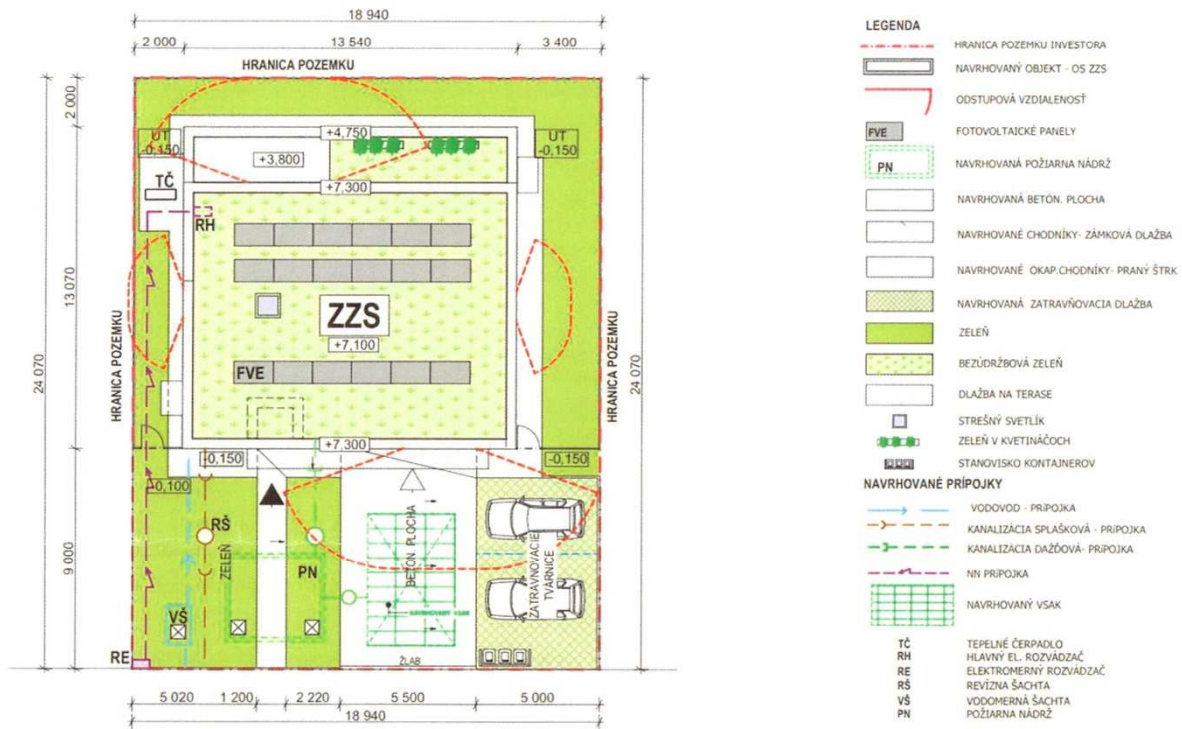 18 940
2 000 13 540 3 400
HRANICA POZEMKU
2 000
13 070
9 000
24 070
24 070
HRANICA POZEMKU
HRANICA POZEMKU
UT
-0,150
+4,750
UT
-0,150
+3,800
TČ
+7,300
RH
ZZS
+7,100
FVE
+7,300
-0,150
-0,150
-0,100
RŠ
ZELEŇ
PN
BETÓN. PLOCHA
ZATRAVNOVACIE
TVÁRNICE
NAVRHOVANÝ VSAK
VŠ
RE
ŽLAB
5 020 1 200 2 220 5 500 5 000
18 940
LEGENDA
HRANICA POZEMKU INVESTORA
NAVRHOVANÝ OBJEKT - OS ZZS
ODSTUPOVÁ VZDIALENOSŤ
FVE FOTOVOLTAICKÉ PANELY
PN NAVRHOVANÁ POŽIARNA NÁDRŽ
NAVRHOVANÁ BETÓN. PLOCHA
NAVRHOVANÉ CHODNÍKY- ZÁMKOVÁ DLAŽBA
NAVRHOVANÉ OKAP.CHODNÍKY- PRANÝ ŠTRK
NAVRHOVANÁ ZATRAVŇOVACIA DLAŽBA
ZELEŇ
BEZÚDRŽBOVÁ ZELEŇ
DLAŽBA NA TERASE
STREŠNÝ SVETLÍK
ZELEŇ V KVETINÁČOCH
STANOVISKO KONTAJNEROV
NAVRHOVANÉ PRÍPOJKY
VODOVOD - PRÍPOJKA
KANALIZÁCIA SPLAŠKOVÁ - PRÍPOJKA
KANALIZÁCIA DAŽĎOVÁ- PRÍPOJKA
NN PRÍPOJKA
NAVRHOVANÝ VSAK
TČ TEPELNÉ ČERPADLO
RH HLAVNÝ EL. ROZVÁDZAČ
RE ELEKTROMERNÝ ROZVÁDZAČ
RŠ REVÍZNA ŠACHTA
VŠ VODOMERNÁ ŠACHTA
PN POŽIARNA NÁDRŽ